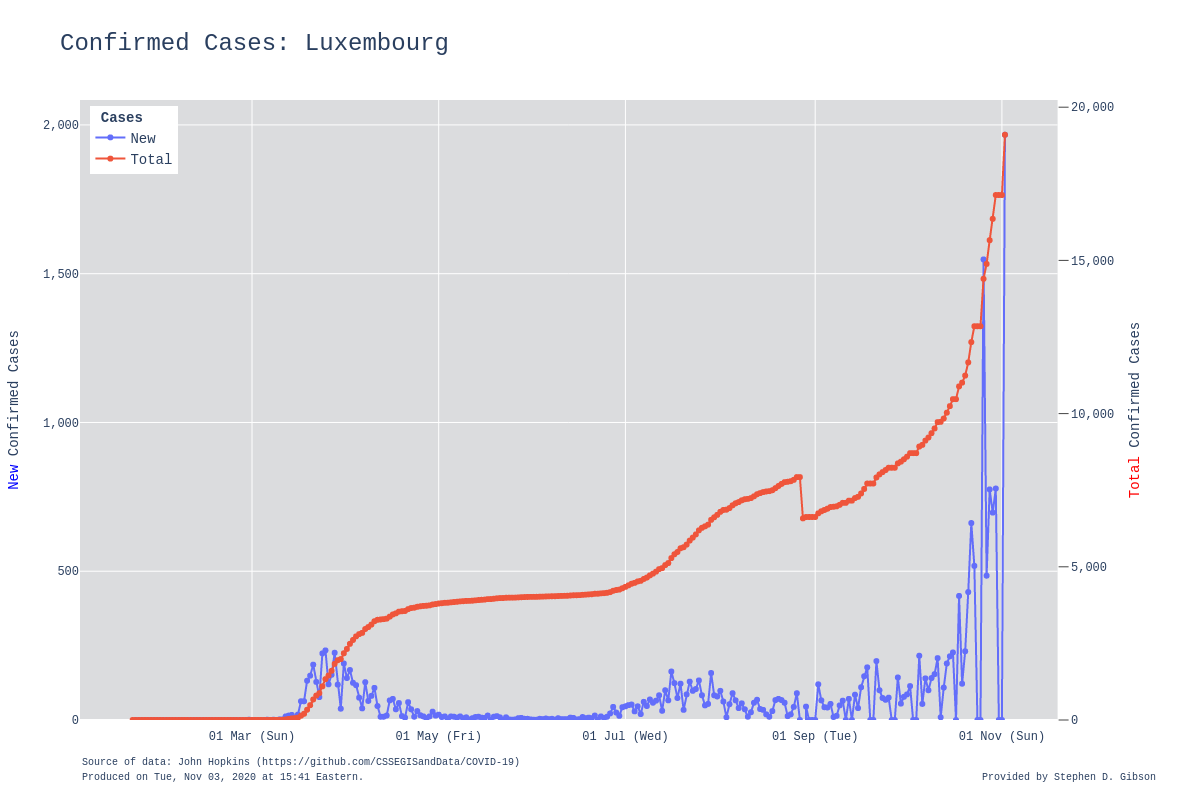 Confirmed Cases: Luxembourg
Cases
New
Total
2,000
1,500
1,000
500
0
20,000
15,000
10,000
5,000
0
New Confirmed Cases
Total Confirmed Cases
01 Mar (Sun)
01 May (Fri)
01 Jul (Wed)
01 Sep (Tue)
01 Nov (Sun)
Source of data: John Hopkins (https://github.com/CSSEGISandData/COVID-19)
Produced on Tue, Nov 03, 2020 at 15:41 Eastern.
Provided by Stephen D. Gibson